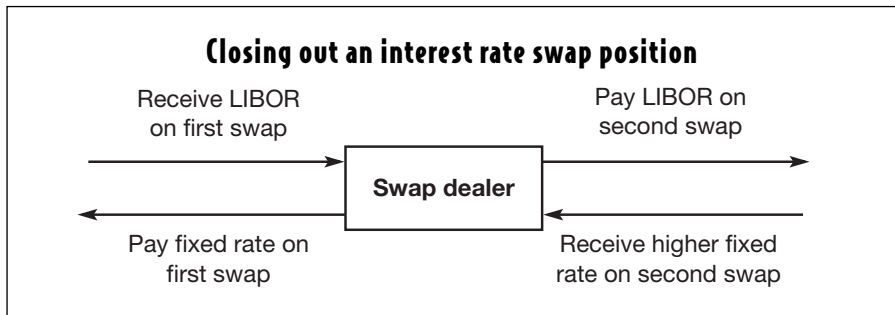 Closing out an interest rate swap position
Receive LIBOR
on first swap
Pay LIBOR on
second swap
Swap dealer
Pay fixed rate on
first swap
Receive higher fixed
rate on second swap